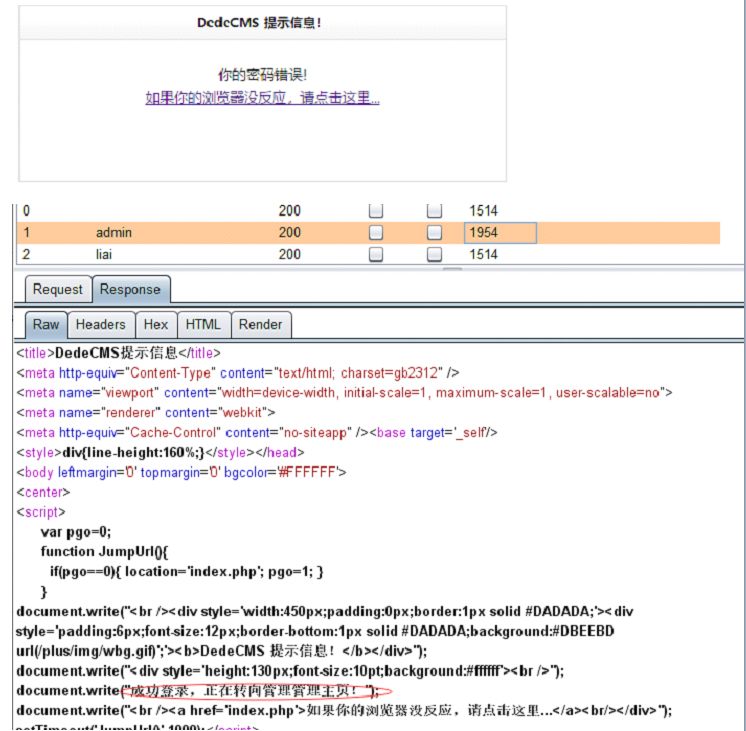 DedeCMS 提示信息!
你的密码错误!
如果你的浏览器没反应，请点击这里...
0 200 1514
1 admin 200 1954
2 liai 200 1514
Request Response
Raw Headers Hex HTML Render
<title>DedeCMS提示信息</title>
<meta http-equiv="Content-Type" content="text/html; charset=gb2312" />
<meta name="viewport" content="width=device-width, initial-scale=1, maximum-scale=1, user-scalable=no">
<meta name="renderer" content="webkit">
<meta http-equiv="Cache-Control" content="no-siteapp" /><base target='_self'/>
<style>div{line-height:160%;}</style></head>
<body leftmargin='0' topmargin='0' bgcolor='#FFFFFF'>
<center>
<script>
var pgo=0;
function JumpUrl(){
if(pgo==0){ location='index.php'; pgo=1; }
}
document.write("<br /><div style='width:450px;padding:0px;border:1px solid #DADADA;'><div
style='padding:6px;font-size:12px;border-bottom:1px solid #DADADA;background:#DBEEBD
url(/plus/img/wbg.gif)';'><b>DedeCMS 提示信息！</b></div>");
document.write("<div style='height:130px;font-size:10pt;background:#ffffff'><br />");
document.write("成功登录，正在转向管理管理主页！");
document.write("<br /><a href='index.php'>如果你的浏览器没反应，请点击这里...</a><br/></div>");
setTimeout('JumpUrl()',1000);</script>